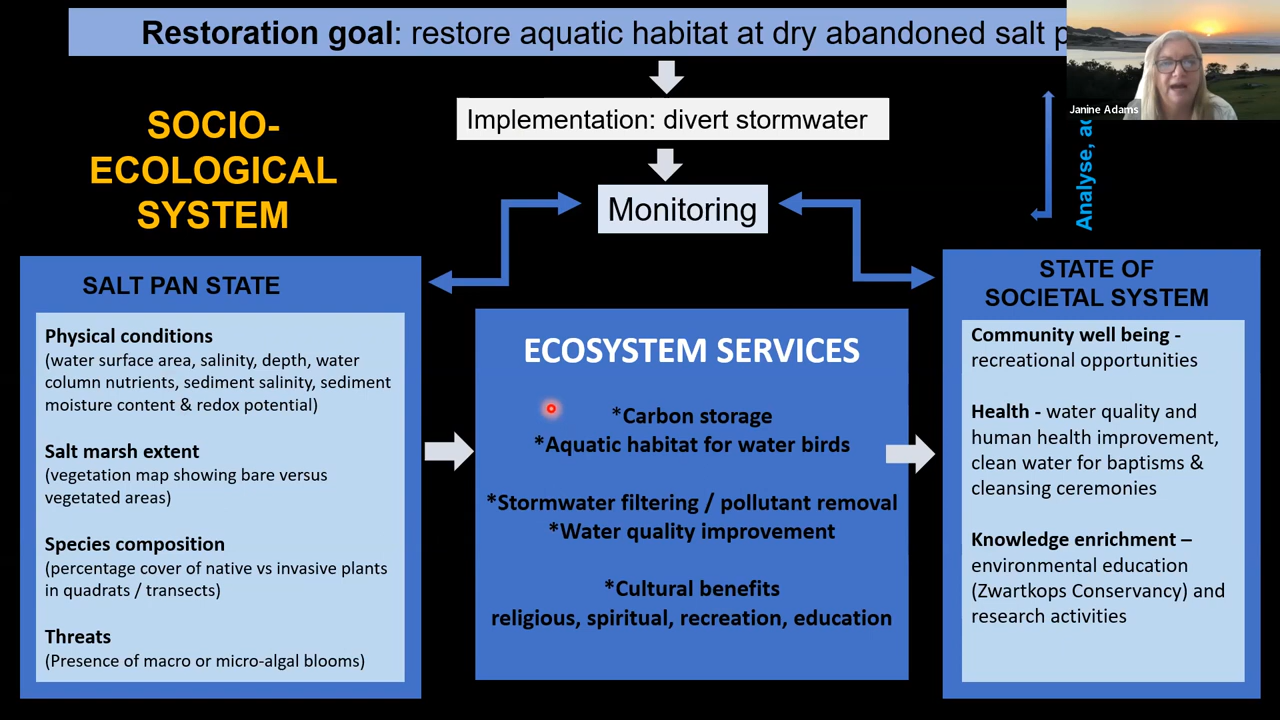 Restoration goal: restore aquatic habitat at dry abandoned salt
Janine Adams
Implementation: divert stormwater
Analyse,
SOCIO-
ECOLOGICAL
SYSTEM
Monitoring
SALT PAN STATE
Physical conditions
(water surface area, salinity, depth, water
column nutrients, sediment salinity, sediment
moisture content & redox potential)
Salt marsh extent
(vegetation map showing bare versus
vegetated areas)
Species composition
(percentage cover of native vs invasive plants
in quadrats / transects)
Threats
(Presence of macro or micro-algal blooms)
ECOSYSTEM SERVICES
*Carbon storage
*Aquatic habitat for water birds
*Stormwater filtering / pollutant removal
*Water quality improvement
*Cultural benefits
religious, spiritual, recreation, education
STATE OF
SOCIETAL SYSTEM
Community well being -
recreational opportunities
Health - water quality and
human health improvement,
clean water for baptisms &
cleansing ceremonies
Knowledge enrichment –
environmental education
(Zwartkops Conservancy) and
research activities